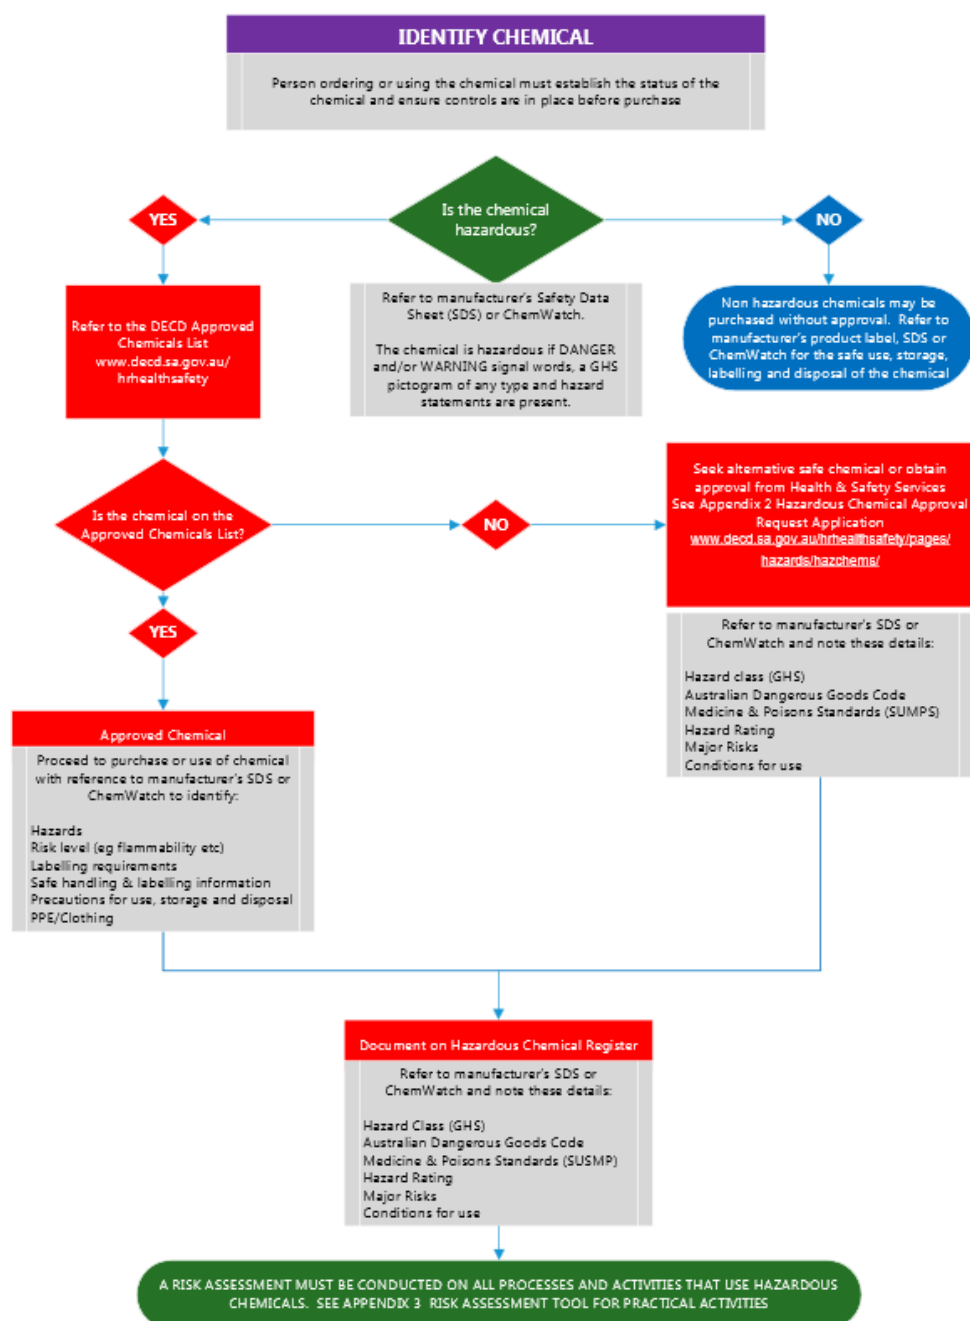 IDENTIFY CHEMICAL
Person ordering or using the chemical must establish the status of the
chemical and ensure controls are in place before purchase
Is the chemical
hazardous?
YES
NO
Refer to the DECD Approved
Chemicals List
www.decd.sa.gov.au/
hrhealthsafety
Refer to manufacturer's Safety Data
Sheet (SDS) or ChemWatch.
The chemical is hazardous if DANGER
and/or WARNING signal words, a GHS
pictogram of any type and hazard
statements are present.
Non hazardous chemicals may be
purchased without approval. Refer to
manufacturer's product label, SDS or
ChemWatch for the safe use, storage,
labelling and disposal of the chemical
Is the chemical on the
Approved Chemicals List?
NO
Seek alternative safe chemical or obtain
approval from Health & Safety Services
See Appendix 2 Hazardous Chemical Approval
Request Application
www.decd.sa.gov.au/hrhealthsafety/pages/
hazards/hazchems/
Refer to manufacturer's SDS or
ChemWatch and note these details:
Hazard class (GHS)
Australian Dangerous Goods Code
Medicine & Poisons Standards (SUMPS)
Hazard Rating
Major Risks
Conditions for use
YES
Approved Chemical
Proceed to purchase or use of chemical
with reference to manufacturer's SDS or
ChemWatch to identify:
Hazards
Risk level (eg flammability etc)
Labelling requirements
Safe handling & labelling information
Precautions for use, storage and disposal
PPE/Clothing
Document on Hazardous Chemical Register
Refer to manufacturer's SDS or
ChemWatch and note these details:
Hazard Class (GHS)
Australian Dangerous Goods Code
Medicine & Poisons Standards (SUSMP)
Hazard Rating
Major Risks
Conditions for use
A RISK ASSESSMENT MUST BE CONDUCTED ON ALL PROCESSES AND ACTIVITIES THAT USE HAZARDOUS
CHEMICALS. SEE APPENDIX 3 RISK ASSESSMENT TOOL FOR PRACTICAL ACTIVITIES